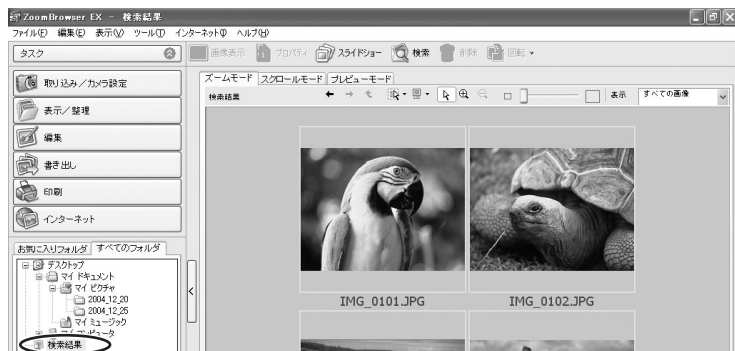 ZoomBrowser EX - 検索結果
ファイル(F) 編集(E) 表示(V) ツール(T) インターネット(I) ヘルプ(H)
タスク
画像表示 プロパティ スライドショー 検索 削除 回転
取り込み／カメラ設定
表示／整理
編集
書き出し
印刷
インターネット
ズームモード スクロールモード プレビューモード
検索結果 表示 すべての画像
IMG_0101.JPG IMG_0102.JPG
お気に入りフォルダ すべてのフォルダ
デスクトップ
マイ ドキュメント
マイ ピクチャ
2004_12_20
2004_12_25
マイ ミュージック
マイ コンピュータ
検索結果